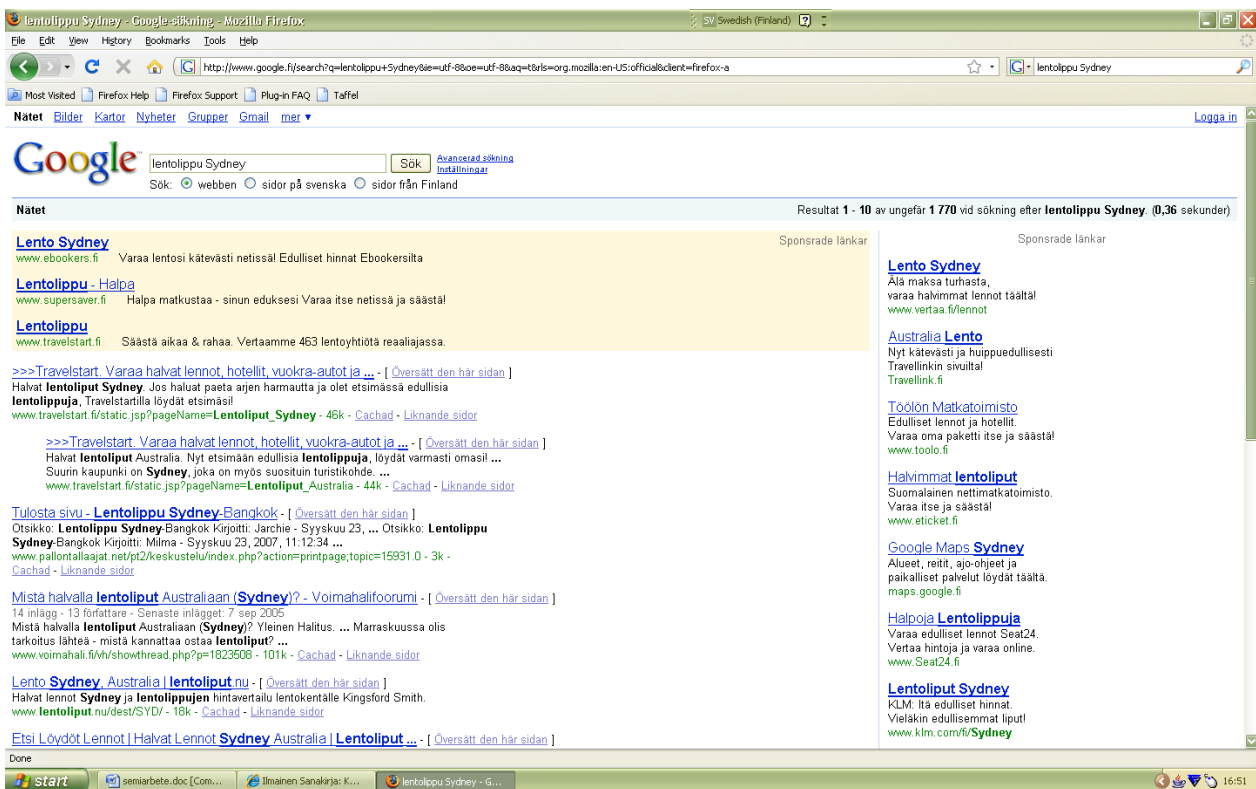 lentolippu Sydney - Google-sökning - Mozilla Firefox
SV Swedish (Finland)
File Edit View History Bookmarks Tools Help
http://www.google.fi/search?q=lentolippu+Sydney&ie=utf-8&oe=utf-8&aq=t&rls=org.mozilla:en-US:official&client=firefox-a
lentolippu Sydney
Most Visited Firefox Help Firefox Support Plug-in FAQ Taffel
Nätet Bilder Kartor Nyheter Grupper Gmail mer ▼
Logga in
Google
lentolippu Sydney
Sök
Avancerad sökning
Inställningar
Sök: webben sidor på svenska sidor från Finland
Nätet
Resultat 1 - 10 av ungefär 1 770 vid sökning efter lentolippu Sydney. (0,36 sekunder)
Lento Sydney
Sponsrade länkar
www.ebookers.fi Varaa lentosi kätevästi netissä! Edulliset hinnat Ebookersilta
Lentolippu - Halpa
www.supersaver.fi Halpa matkustaa - sinun eduksesi Varaa itse netissä ja säästä!
Lentolippu
www.travelstart.fi Säästä aikaa & rahaa. Vertaamme 463 lentoyhtiötä reaaliajassa.
>>>Travelstart. Varaa halvat lennot, hotellit, vuokra-autot ja ... - [ Översätt den här sidan ]
Halvat lentoliput Sydney. Jos haluat paeta arjen harmautta ja olet etsimässä edullisia
lentolippuja, Travelstartilla löydät etsimäsi!
www.travelstart.fi/static.jsp?pageName=Lentoliput_Sydney - 46k - Cachad - Liknande sidor
>>>Travelstart. Varaa halvat lennot, hotellit, vuokra-autot ja ... - [ Översätt den här sidan ]
Halvat lentoliput Australia. Nyt etsimään edullisia lentolippuja, löydät varmasti omasi! ...
Suurin kaupunki on Sydney, joka on myös suosituin turistikohde. ...
www.travelstart.fi/static.jsp?pageName=Lentoliput_Australia - 44k - Cachad - Liknande sidor
Tulosta sivu - Lentolippu Sydney-Bangkok - [ Översätt den här sidan ]
Otsikko: Lentolippu Sydney-Bangkok Kirjoitti: Jarchie - Syyskuu 23, ... Otsikko: Lentolippu
Sydney-Bangkok Kirjoitti: Milma - Syyskuu 23, 2007, 11:12:34 ...
www.pallontallaajat.net/pt2/keskustelu/index.php?action=printpage;topic=15931.0 - 3k -
Cachad - Liknande sidor
Mistä halvalla lentoliput Australiaan (Sydney)? - Voimahalifoorumi - [ Översätt den här sidan ]
14 inlägg - 13 författare - Senaste inlägget: 7 sep 2005
Mistä halvalla lentoliput Australiaan (Sydney)? Yleinen Halitus. ... Marraskuussa olis
tarkoitus lähteä - mistä kannattaa ostaa lentoliput? ...
www.voimahali.fi/vh/showthread.php?p=1823508 - 101k - Cachad - Liknande sidor
Lento Sydney, Australia | lentoliput.nu - [ Översätt den här sidan ]
Halvat lennot Sydney ja lentolippujen hintavertailu lentokentälle Kingsford Smith.
www.lentoliput.nu/dest/SYD/ - 18k - Cachad - Liknande sidor
Etsi Löydöt Lennot | Halvat Lennot Sydney Australia | Lentoliput ... - [ Översätt den här sidan ]
Sponsrade länkar
Lento Sydney
Älä maksa turhasta,
varaa halvimmat lennot täältä!
www.vertaa.fi/lennot
Australia Lento
Nyt kätevästi ja huippuedullisesti
Travellinkin sivuilta!
Travellink.fi
Töölön Matkatoimisto
Edulliset lennot ja hotellit.
Varaa oma paketti itse ja säästä!
www.toolo.fi
Halvimmat lentoliput
Suomalainen nettimatkatoimisto.
Varaa itse ja säästä!
www.eticket.fi
Google Maps Sydney
Alueet, reitit, ajo-ohjeet ja
paikalliset palvelut löydät täältä.
maps.google.fi
Halpoja Lentolippuja
Varaa edulliset lennot Seat24.
Vertaa hintoja ja varaa online.
www.Seat24.fi
Lentoliput Sydney
KLM: Itä edulliset hinnat.
Vieläkin edullisemmat liput!
www.klm.com/fi/Sydney
Done
start
semiarbete.doc [Com...
Ilmainen Sanakirja: K...
lentolippu Sydney - G...
16:51